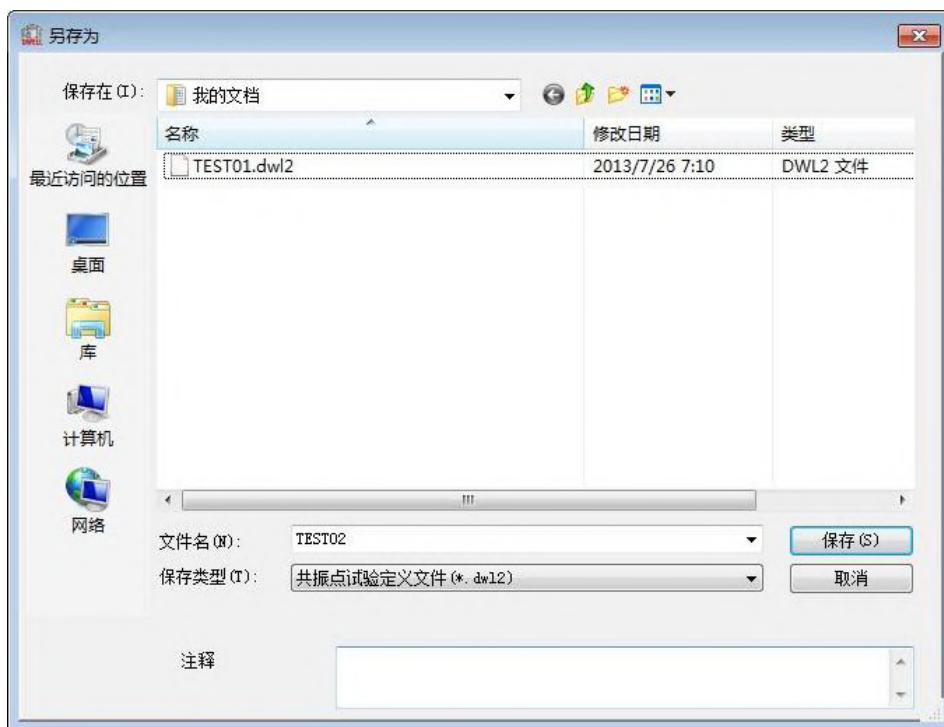 另存为
保存在(I):
我的文档
名称
修改日期
类型
TEST01.dwl2
2013/7/26 7:10
DWL2 文件
最近访问的位置
桌面
库
计算机
网络
文件名(N):
TEST02
保存(S)
保存类型(T):
共振点试验定义文件(*.dwl2)
取消
注释